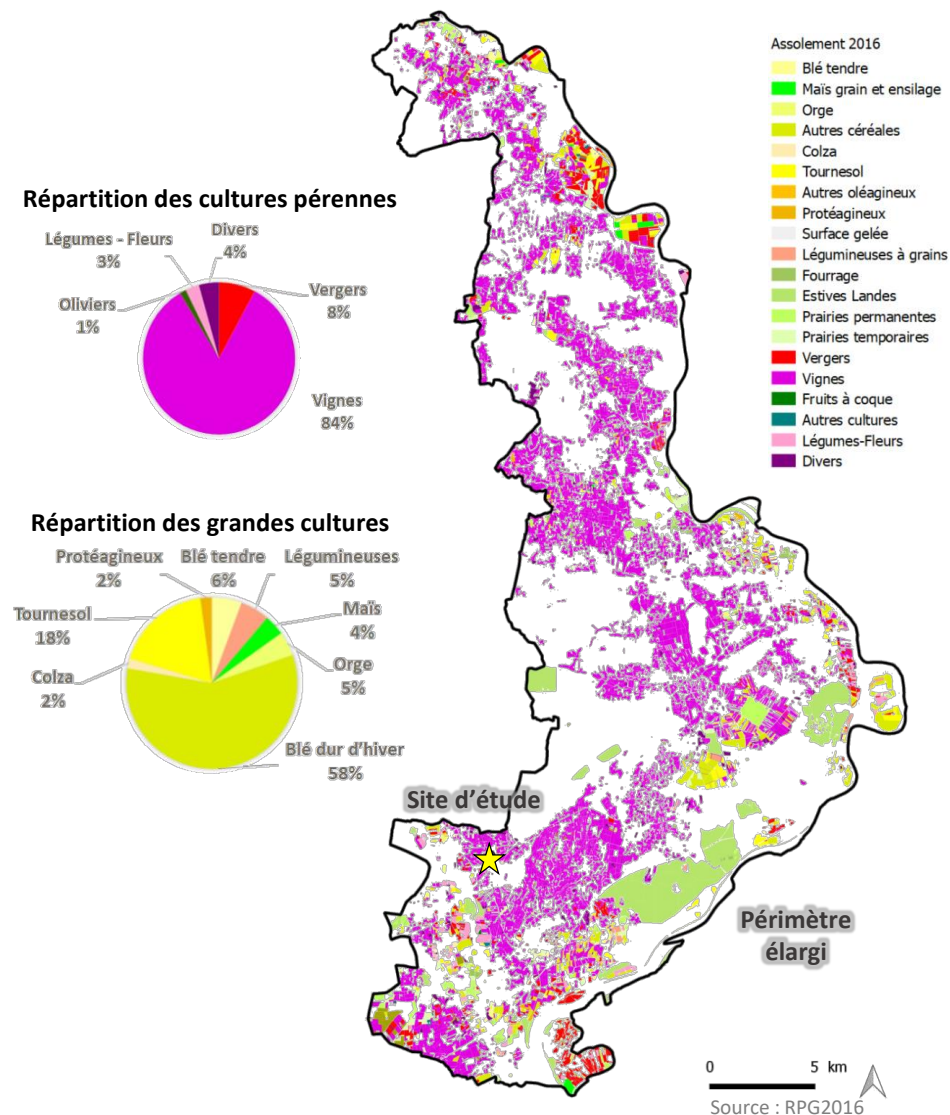 Assolement 2016
Blé tendre
Maïs grain et ensilage
Orge
Autres céréales
Colza
Tournesol
Autres oléagineux
Protéagineux
Surface gelée
Légumineuses à grains
Fourrage
Estives Landes
Prairies permanentes
Prairies temporaires
Vergers
Vignes
Fruits à coque
Autres cultures
Légumes-Fleurs
Divers
Répartition des cultures pérennes
Légumes - Fleurs
3%
Divers
4%
Oliviers
1%
Vergers
8%
Vignes
84%
Répartition des grandes cultures
Protéagineux
2%
Blé tendre
6%
Légumineuses
5%
Tournesol
18%
Maïs
4%
Colza
2%
Orge
5%
Blé dur d’hiver
58%
Site d’étude
Périmètre
élargi
0 5 km
Source : RPG2016